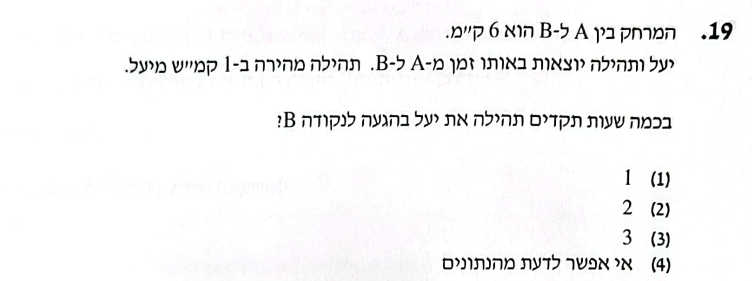 19. המרחק בין A ל-B הוא 6 ק״מ.
יעל ותהילה יוצאות באותו זמן מ-A ל-B. תהילה מהירה ב-1 קמ״ש מיעל.
בכמה שעות תקדים תהילה את יעל בהגעה לנקודה B?
(1) 1
(2) 2
(3) 3
(4) אי אפשר לדעת מהנתונים